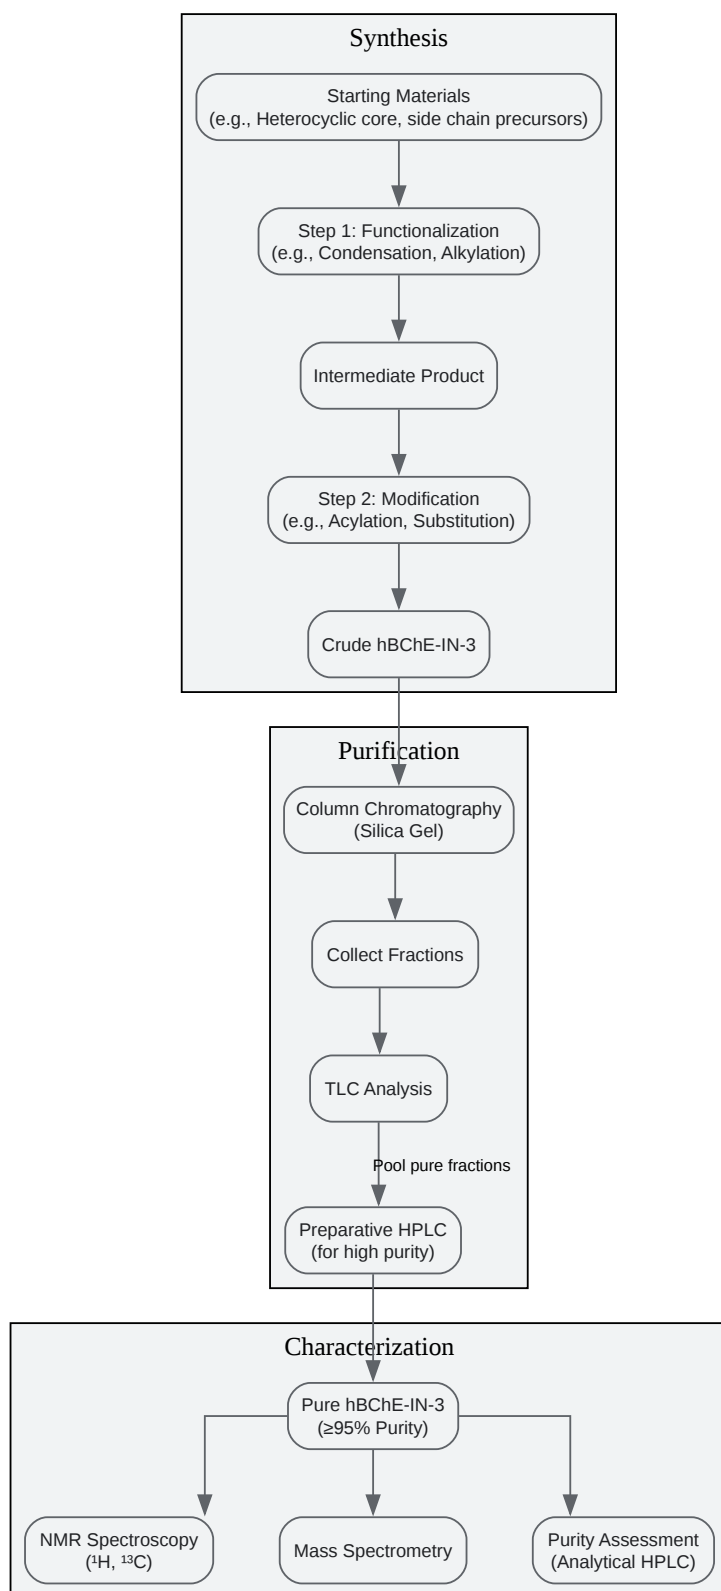 Synthesis
Starting Materials
(e.g., Heterocyclic core, side chain precursors)
Step 1: Functionalization
(e.g., Condensation, Alkylation)
Intermediate Product
Step 2: Modification
(e.g., Acylation, Substitution)
Crude hBChE-IN-3
Purification
Column Chromatography
(Silica Gel)
Collect Fractions
TLC Analysis
Pool pure fractions
Preparative HPLC
(for high purity)
Characterization
Pure hBChE-IN-3
(≥95% Purity)
NMR Spectroscopy
(¹H, ¹³C)
Mass Spectrometry
Purity Assessment
(Analytical HPLC)